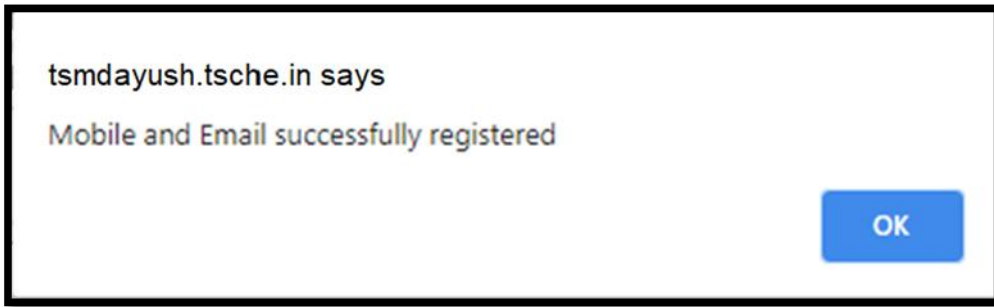 tsmdayush.tsche.in says
Mobile and Email successfully registered
OK